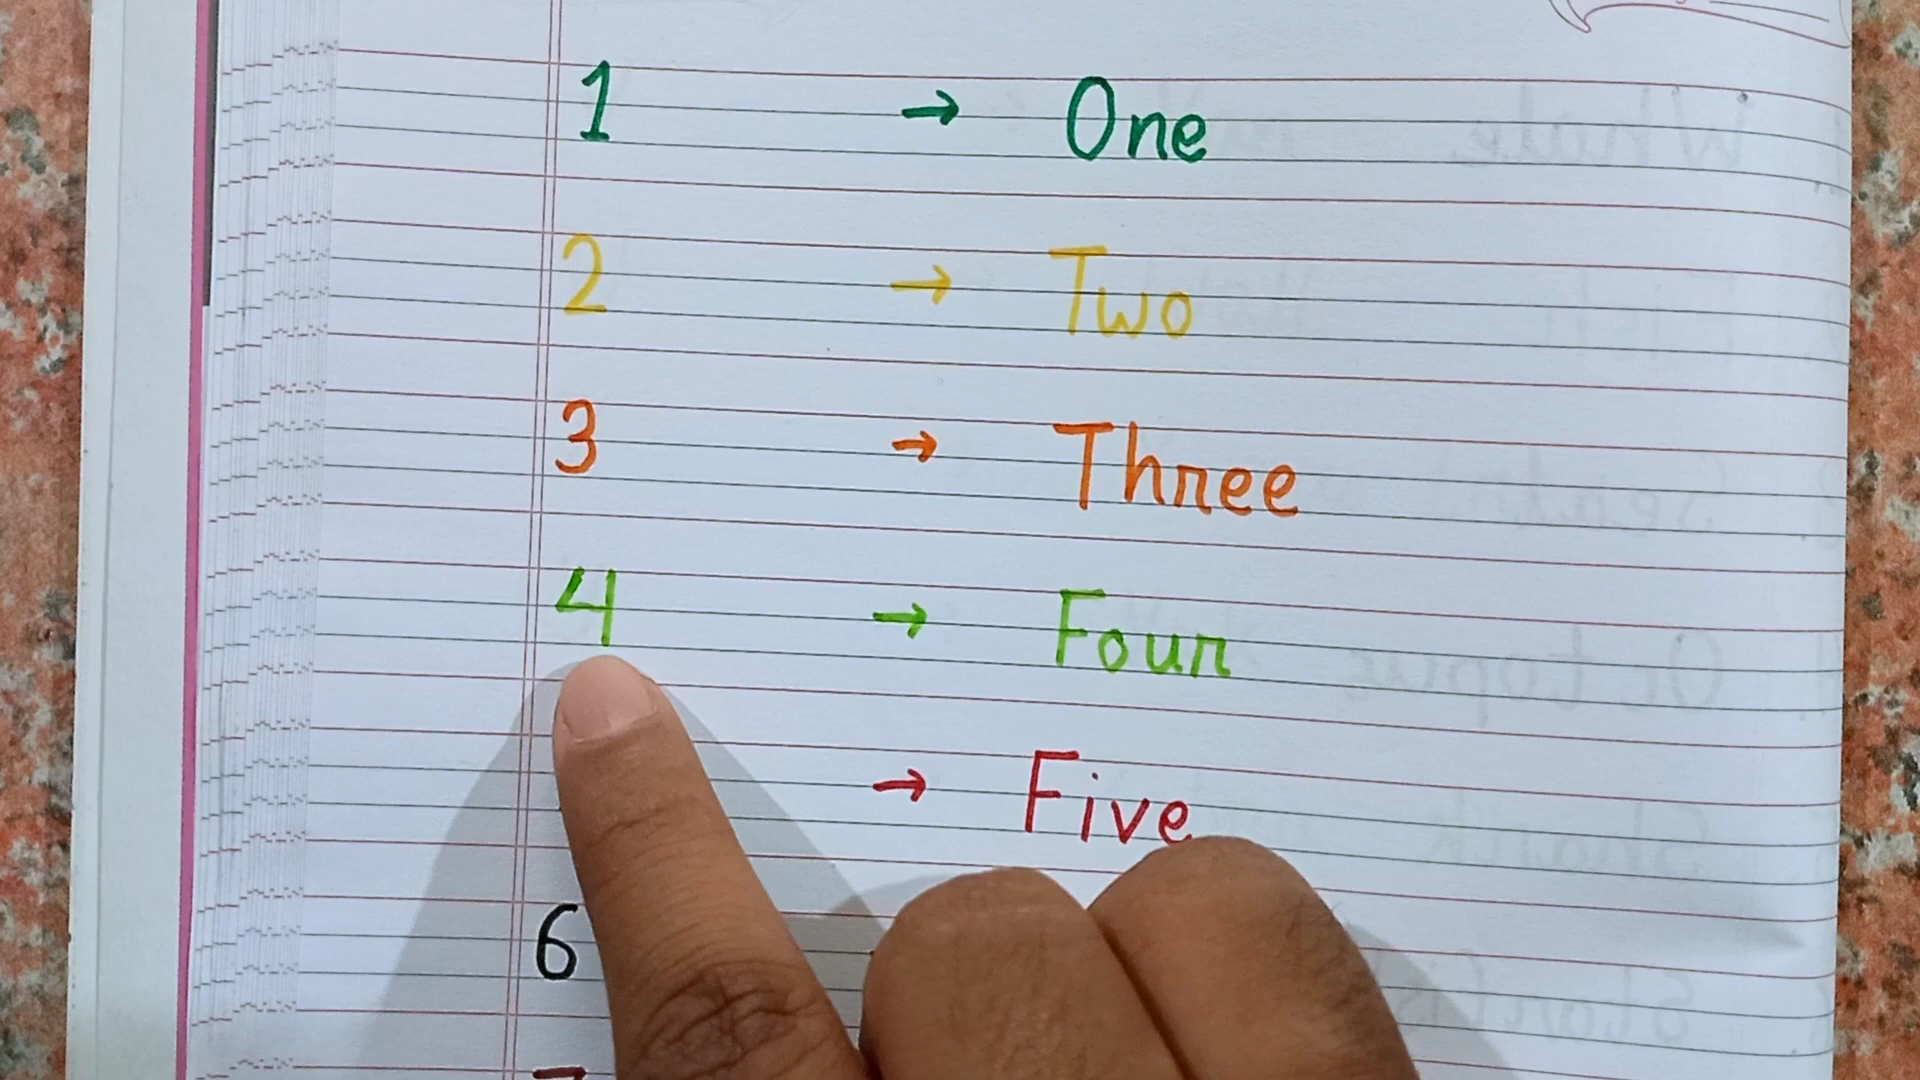 1 → One
2 → Two
3 → Three
4 → Four
→ Five
6